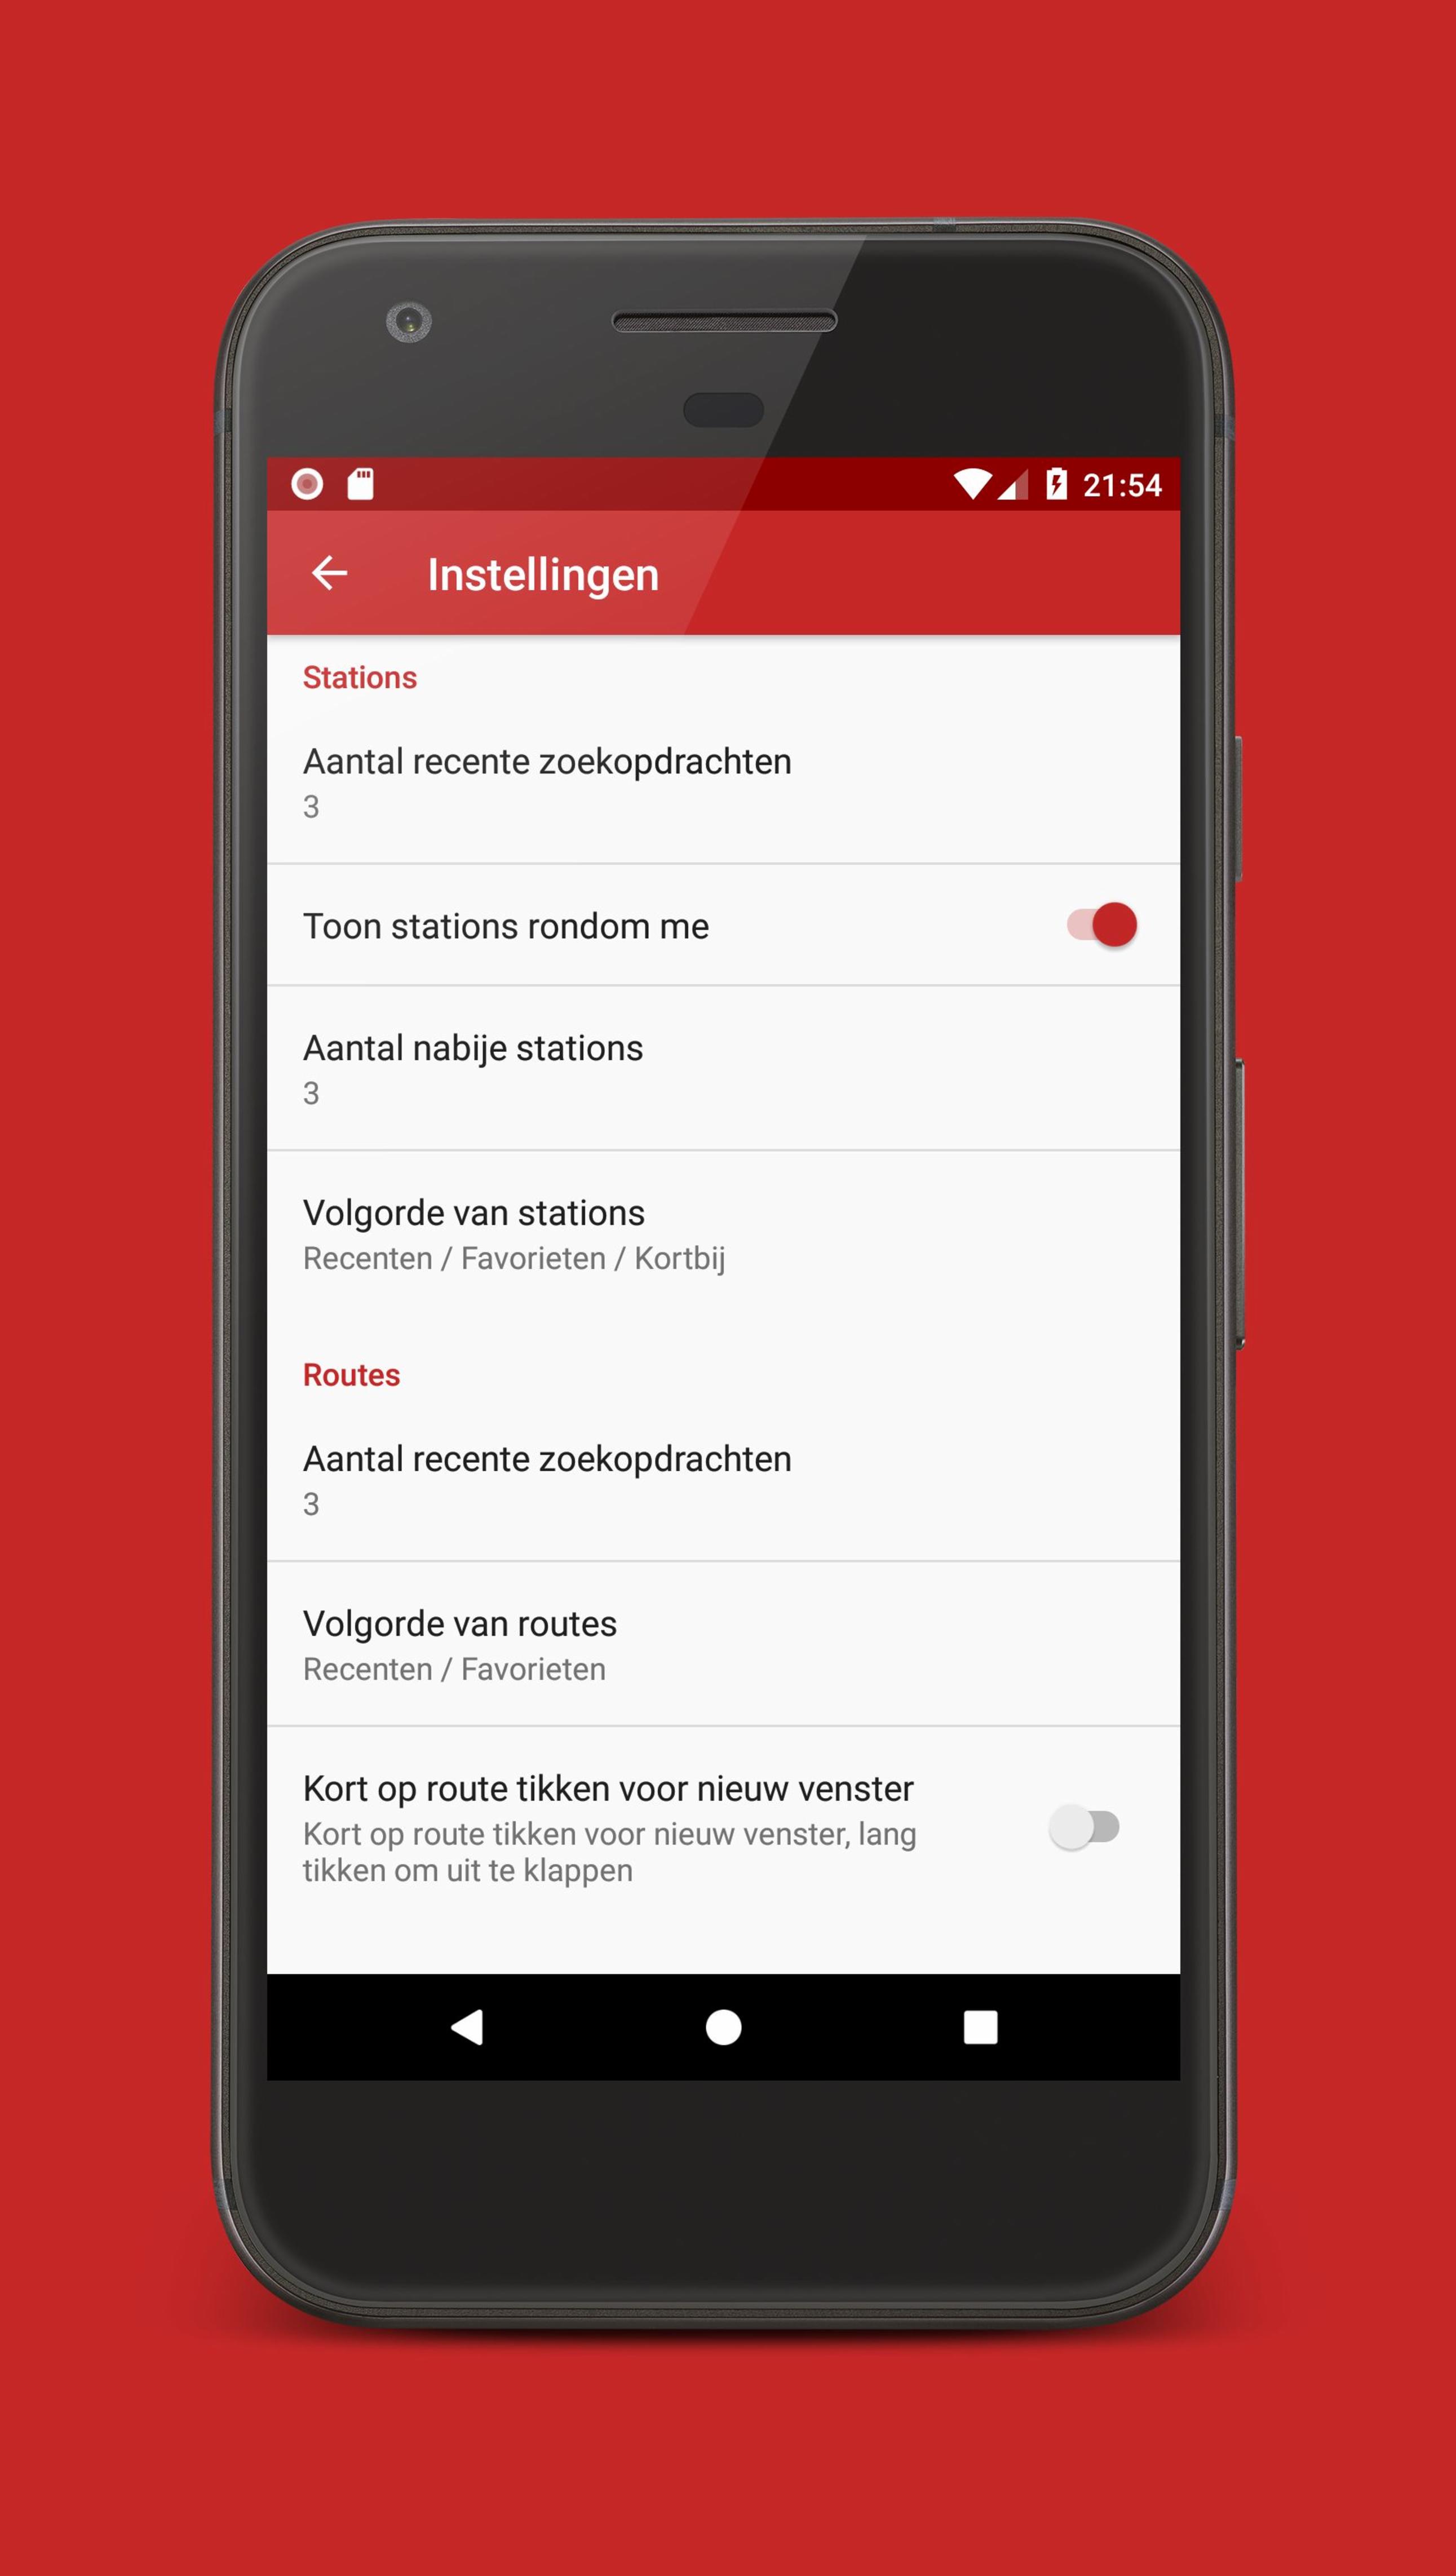 21:54
Instellingen
Stations
Aantal recente zoekopdrachten
3
Toon stations rondom me
Aantal nabije stations
3
Volgorde van stations
Recenten / Favorieten / Kortbij
Routes
Aantal recente zoekopdrachten
3
Volgorde van routes
Recenten / Favorieten
Kort op route tikken voor nieuw venster
Kort op route tikken voor nieuw venster, lang
tikken om uit te klappen